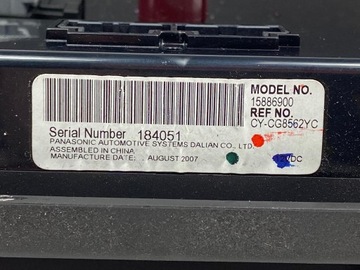 MODEL NO.
15886900
REF NO.
CY-CG8562YC
Serial Number 184051
PANASONIC AUTOMOTIVE SYSTEMS DALIAN CO., LTD
ASSEMBLED IN CHINA
MANUFACTURE DATE: AUGUST 2007
VDC